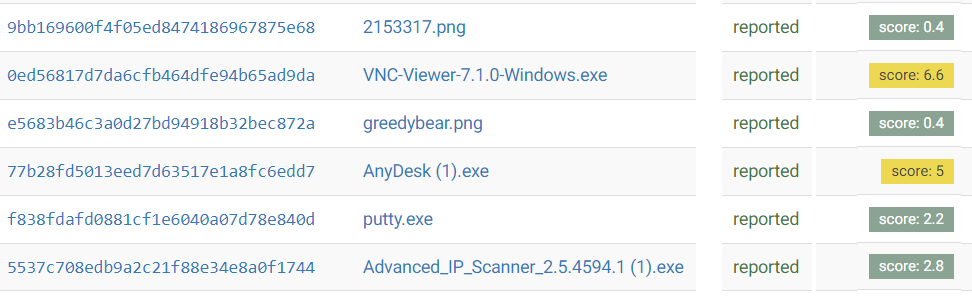 9bb169600f4f05ed8474186967875e68 2153317.png reported score: 0.4
0ed56817d7da6cfb464dfe94b65ad9da VNC-Viewer-7.1.0-Windows.exe reported score: 6.6
e5683b46c3a0d27bd94918b32bec872a greedybear.png reported score: 0.4
77b28fd5013eed7d63517e1a8fc6edd7 AnyDesk (1).exe reported score: 5
f838fdafd0881cf1e6040a07d78e840d putty.exe reported score: 2.2
5537c708edb9a2c21f88e34e8a0f1744 Advanced_IP_Scanner_2.5.4594.1 (1).exe reported score: 2.8